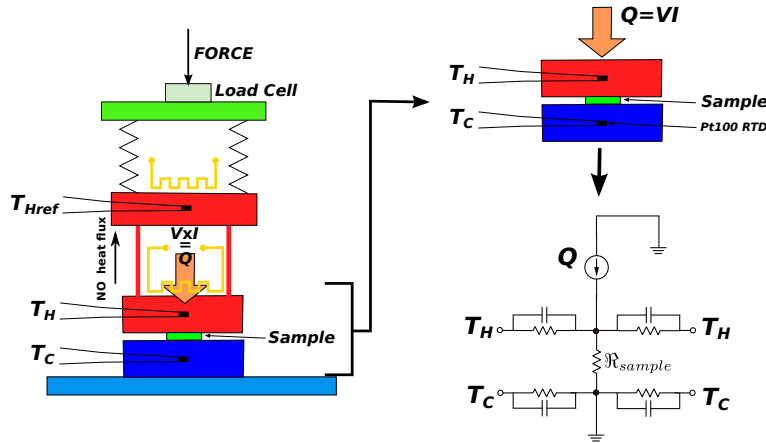 FORCE
Load Cell
T_Href
NO heat flux
VxI
=
Q
T_H
Sample
T_C
Q=VI
T_H
Sample
T_C
Pt100 RTD
Q
T_H
T_H
ℜ_sample
T_C
T_C